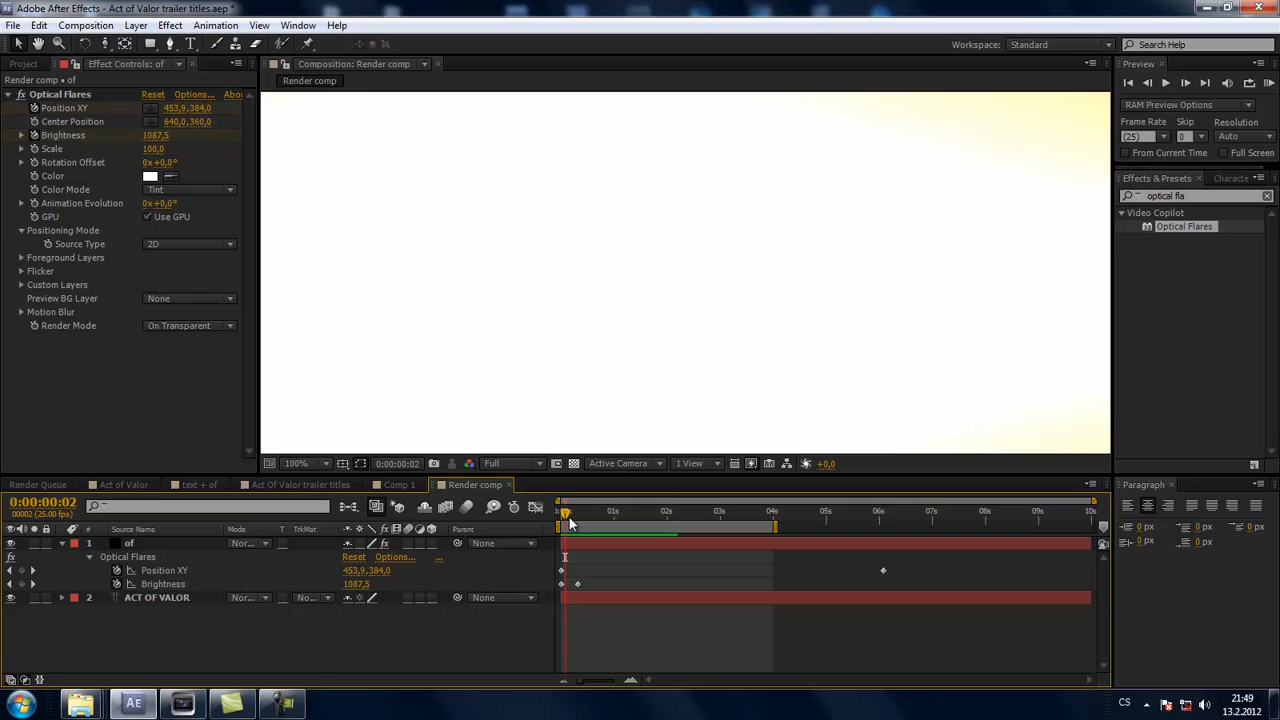 Adobe After Effects - Act of Valor trailer titles.aep *
File Edit Composition Layer Effect Animation View Window Help
Workspace: Standard
Search Help
Project
Effect Controls: of
Composition: Render comp
Preview
Render comp • of
Render comp
Optical Flares Reset Options... Abo
Position XY 453,9,384,0
Center Position 640,0,360,0
Brightness 1087,5
Scale 100,0
Rotation Offset 0x+0,0°
Color
Color Mode Tint
Animation Evolution 0x+0,0°
GPU Use GPU
Positioning Mode
Source Type 2D
Foreground Layers
Flicker
Custom Layers
Preview BG Layer None
Motion Blur
Render Mode On Transparent
RAM Preview Options
Frame Rate Skip Resolution
(25) 0 Auto
From Current Time Full Screen
Effects & Presets Characte
optical fla
Video Copilot
Optical Flares
100% 0:00:00:02 Full Active Camera 1 View +0,0
Render Queue Act of Valor text + of Act Of Valor trailer titles Comp 1 Render comp
Paragraph
0:00:00:02
00002 (25.00 fps)
01s 02s 03s 04s 05s 06s 07s 08s 09s 10s
# Source Name Mode T TrkMat Parent
1 of Nor... None
Optical Flares Reset Options... ...
Position XY 453,9,384,0
Brightness 1087,5
2 ACT OF VALOR Nor... No... None
0 px 0 px 0 px
0 px 0 px
CS
21:49
13.2.2012